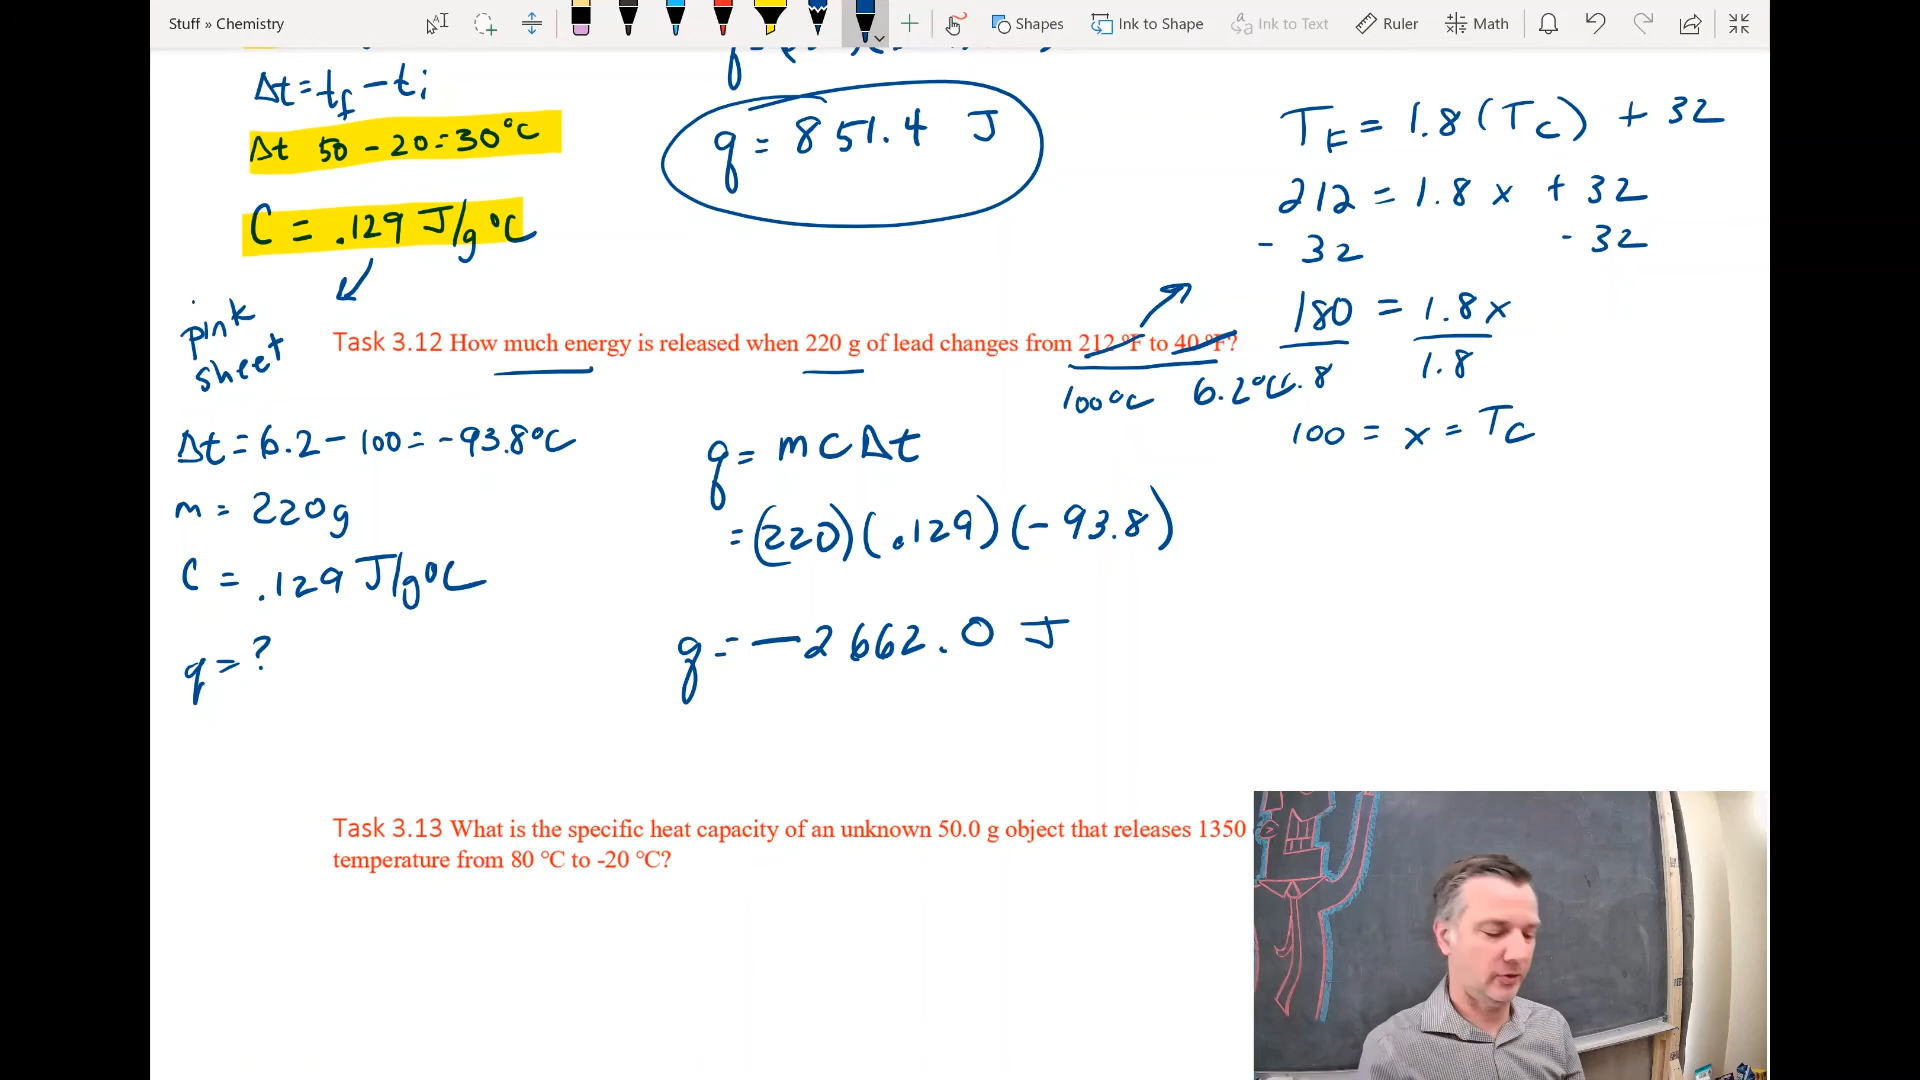 Stuff » Chemistry
Shapes
Ink to Shape
Ink to Text
Ruler
Math
Δt = tf - ti
Δt 50 - 20 = 30°C
C = .129 J/g°C
pink
sheet
q = 851.4 J
TF = 1.8 (TC) + 32
212 = 1.8 x + 32
- 32 - 32
180 = 1.8 x
1.8 1.8
100 = x = TC
Task 3.12 How much energy is released when 220 g of lead changes from 212 °F to 40 °F?
100°C 6.2°C
Δt = 6.2 - 100 = -93.8°C
m = 220g
C = .129 J/g°C
q = ?
q = mCΔt
= (220)(.129)(-93.8)
q = -2662.0 J
Task 3.13 What is the specific heat capacity of an unknown 50.0 g object that releases 1350
temperature from 80 °C to -20 °C?